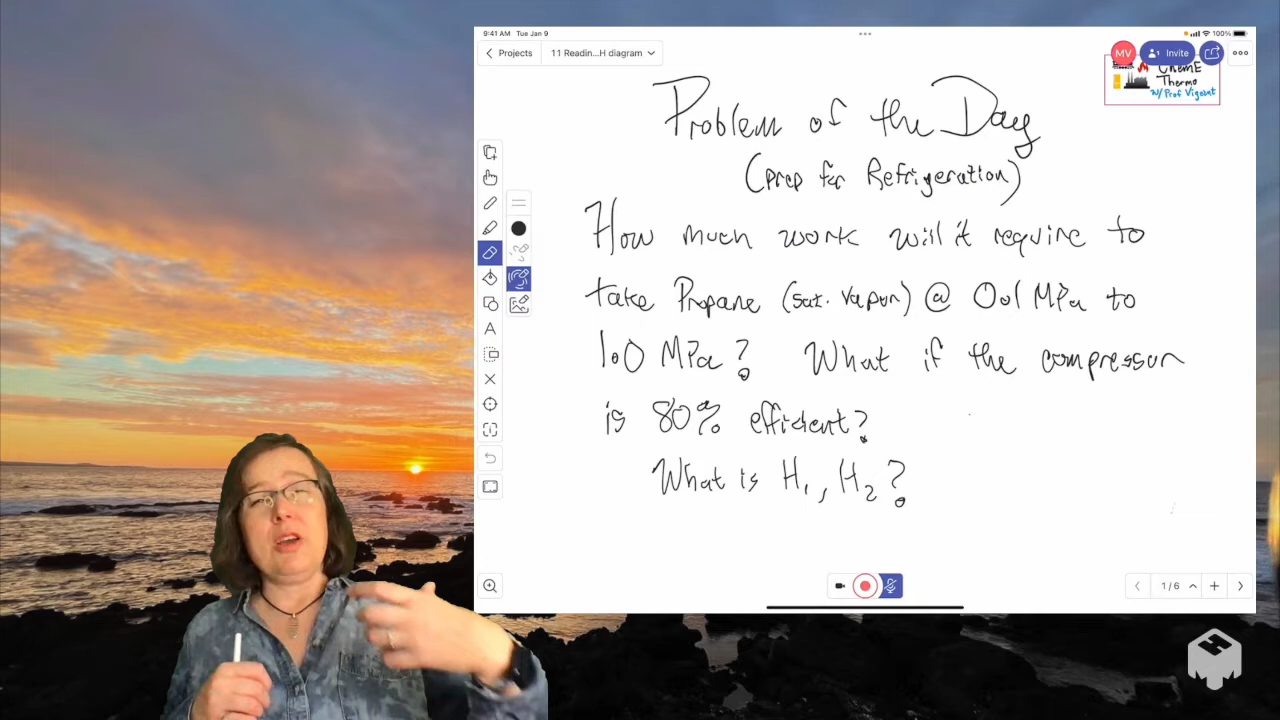 9:41 AM Tue Jan 9
100%
Projects
11 Readin...H diagram
MV
Invite
ChemE
Thermo
w/ Prof Vigeant
Problem of the Day
(prep for Refrigeration)
How much work will it require to
take Propane (sat. vapor) @ 0.1 MPa to
1.0 MPa? What if the compressor
is 80% efficient?
What is H₁, H₂?
A
1/6